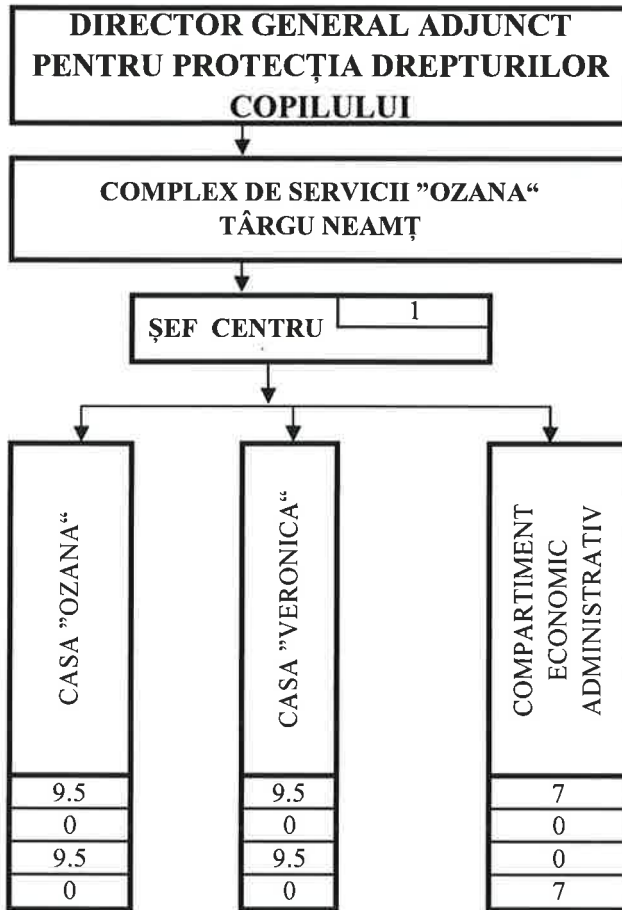 DIRECTOR GENERAL ADJUNCT
PENTRU PROTECȚIA DREPTURILOR
COPILULUI
COMPLEX DE SERVICII ”OZANA“
TÂRGU NEAMȚ
ȘEF CENTRU
1
CASA ”OZANA“
9.5
0
9.5
0
CASA ”VERONICA“
9.5
0
9.5
0
COMPARTIMENT
ECONOMIC
ADMINISTRATIV
7
0
0
7